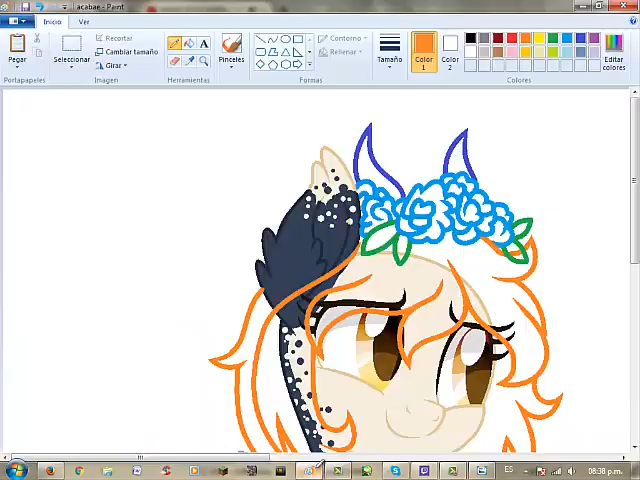 acabae - Paint
Inicio Ver
Pegar
Portapapeles
Seleccionar
Recortar
Cambiar tamaño
Girar
Imagen
A
Herramientas
Pinceles
Contorno
Rellenar
Formas
Tamaño
Color 1
Color 2
Editar colores
Colores
ES
08:38 p.m.